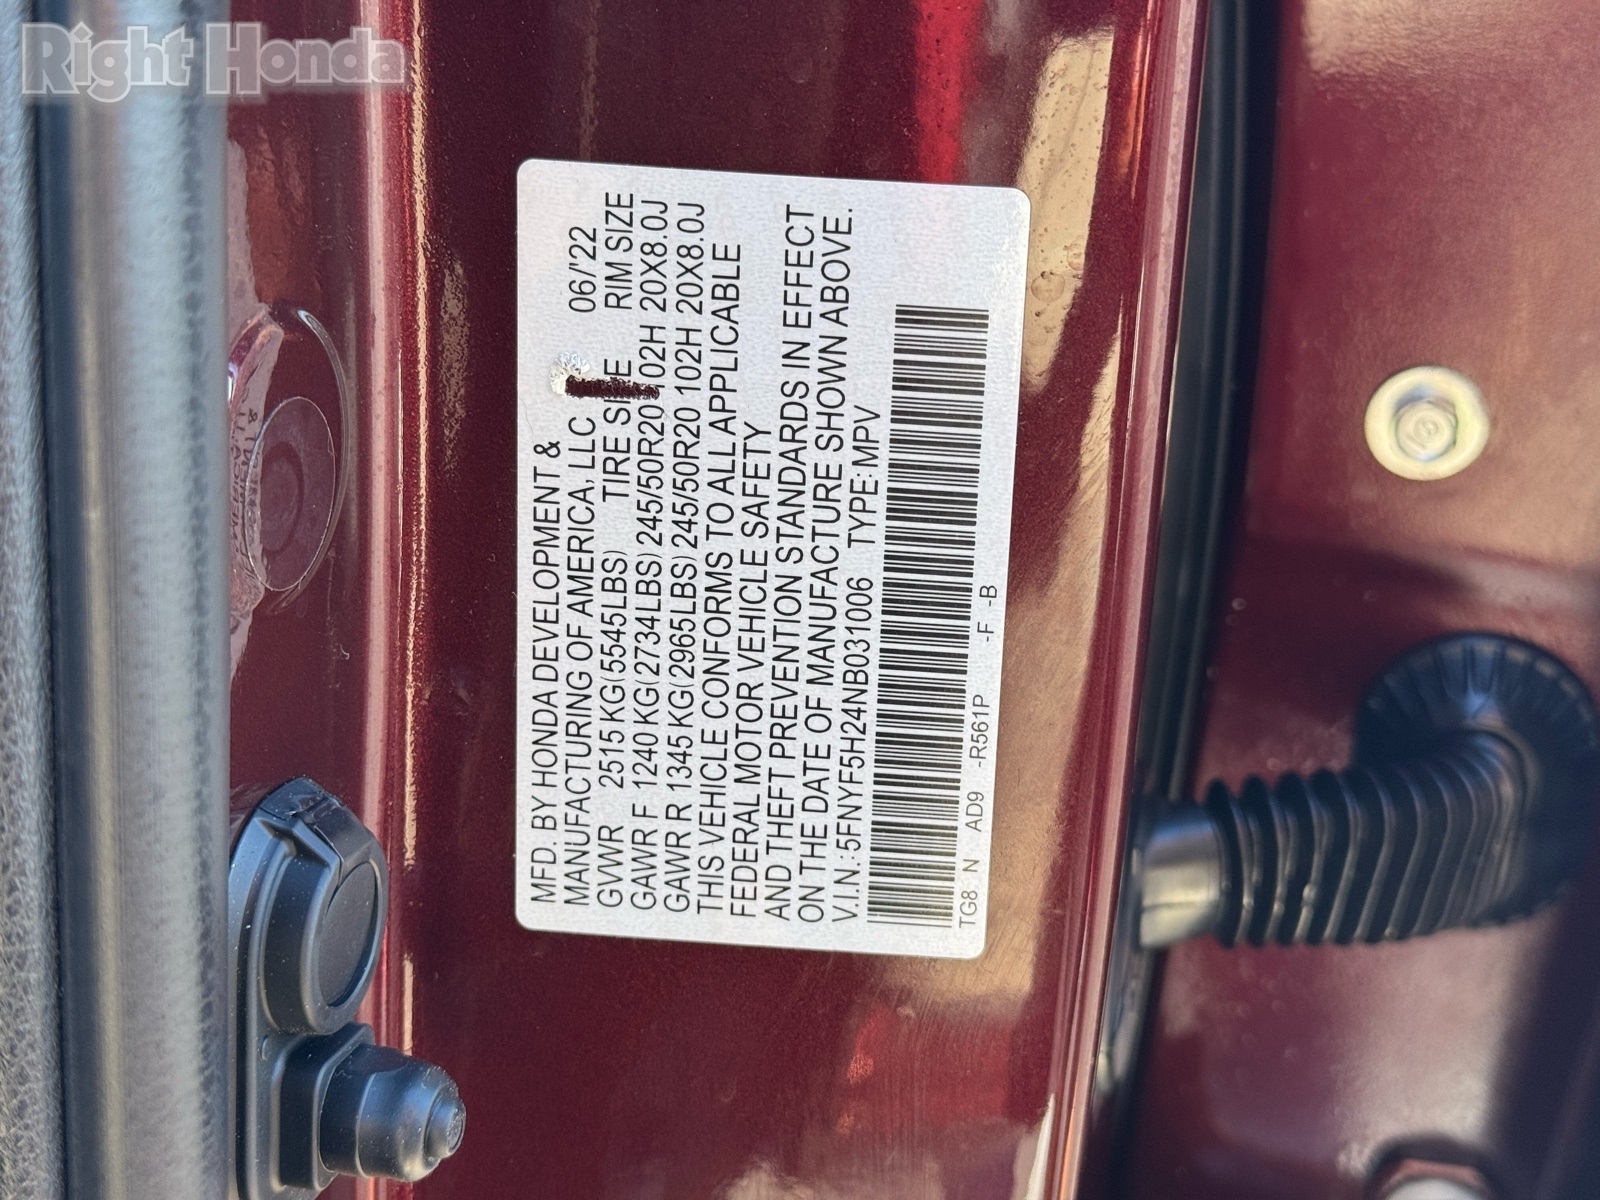 Right Honda
MFD. BY HONDA DEVELOPMENT &
MANUFACTURING OF AMERICA, LLC 06/'22
GVWR 2515 KG (5545LBS) TIRE SIZE RIM SIZE
GAWR F 1240 KG (2734LBS) 245/50R20 102H 20X8.0J
GAWR R 1345 KG (2965LBS) 245/50R20 102H 20X8.0J
THIS VEHICLE CONFORMS TO ALL APPLICABLE
FEDERAL MOTOR VEHICLE SAFETY
AND THEFT PREVENTION STANDARDS IN EFFECT
ON THE DATE OF MANUFACTURE SHOWN ABOVE.
V.I.N.: 5FNYF5H24NB031006 TYPE: MPV
TG8 : N AD9 -R561P -F -B